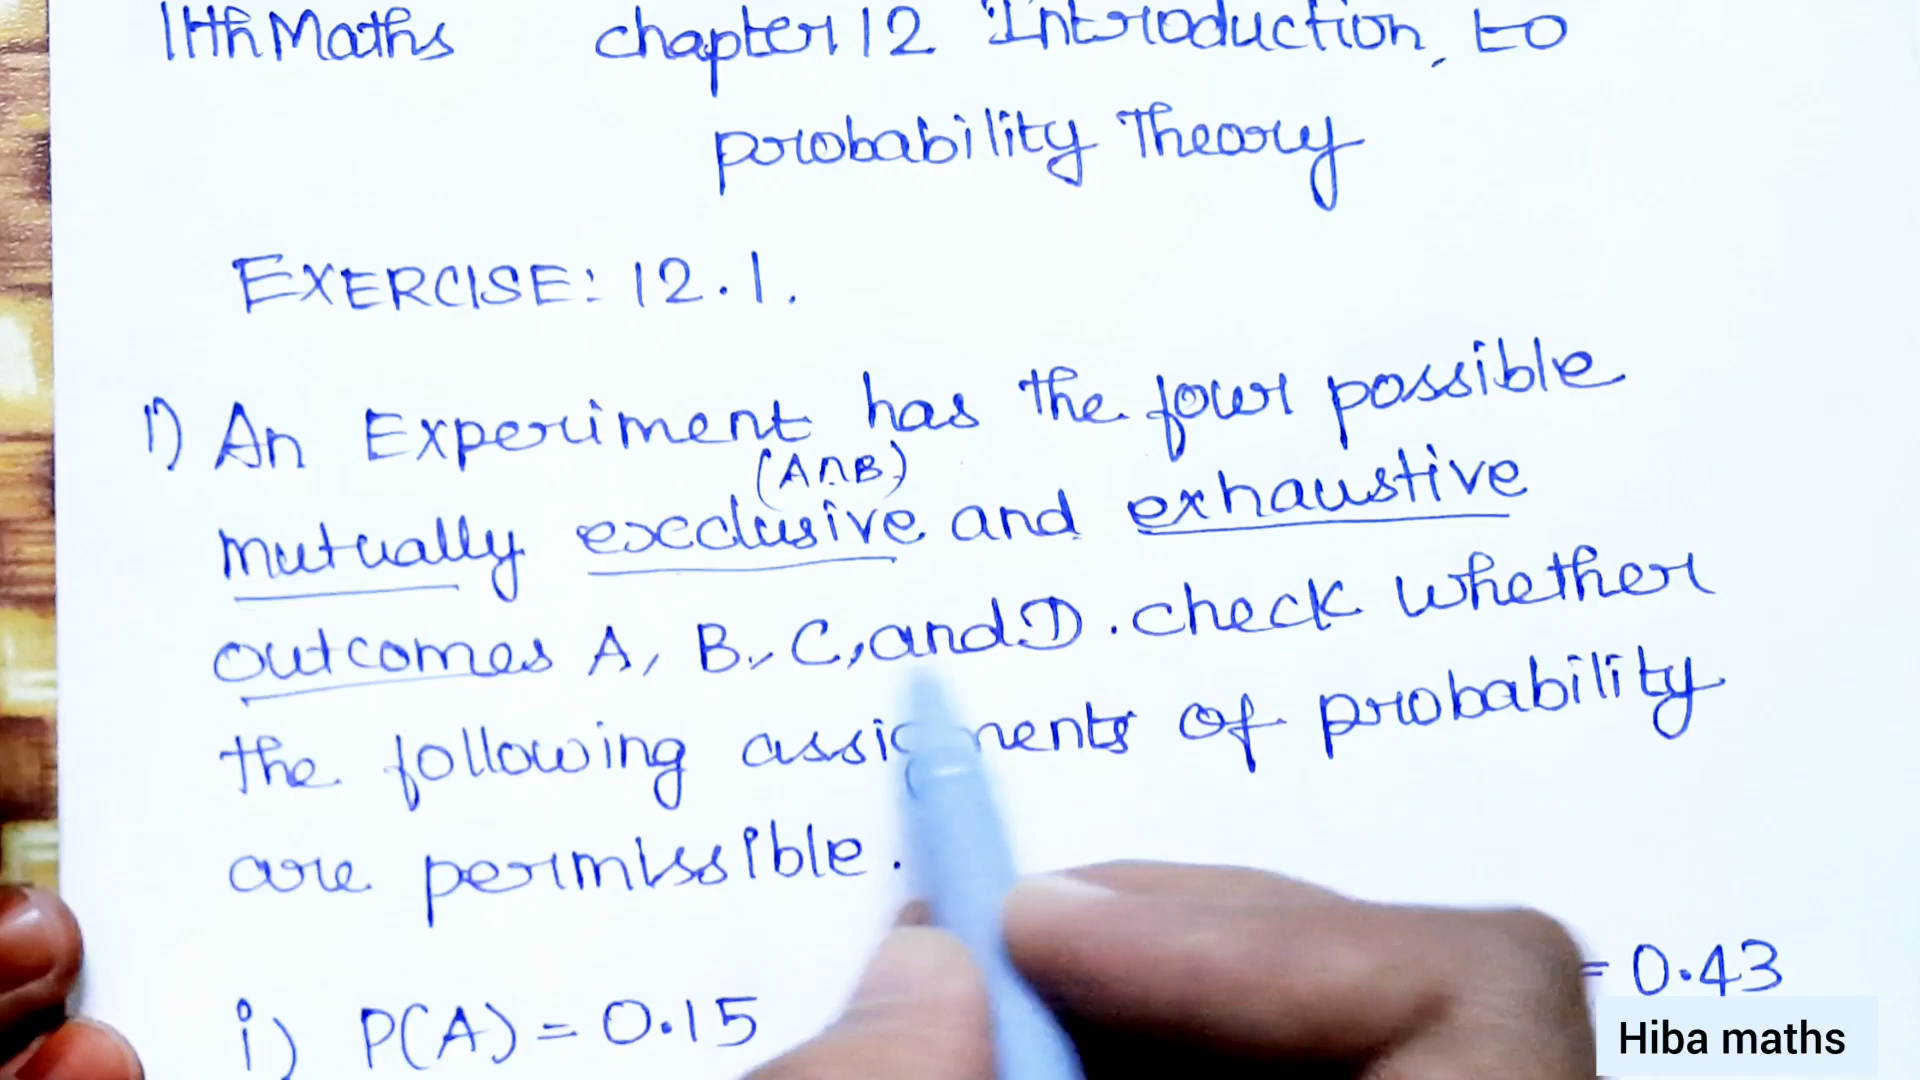 11th Maths chapter 12 Introduction to
probability Theory
EXERCISE: 12.1.
1) An Experiment has the four possible
(A∩B)
mutually exclusive and exhaustive
outcomes A, B, C, and D. check whether
the following of probability
are permissible.
= 0.43
i) P(A) = 0.15
Hiba maths